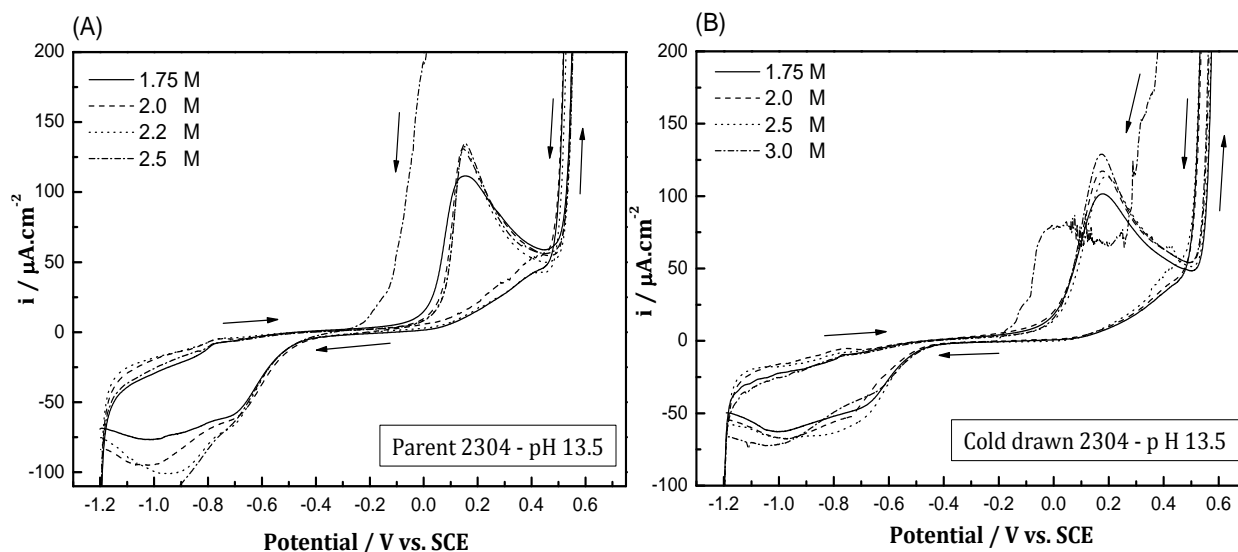 (A)
200
150
100
50
0
-50
-100
i / µA.cm-2
1.75 M
2.0 M
2.2 M
2.5 M
Parent 2304 - pH 13.5
-1.2 -1.0 -0.8 -0.6 -0.4 -0.2 0.0 0.2 0.4 0.6
Potential / V vs. SCE
(B)
200
150
100
50
0
-50
-100
i / µA.cm-2
1.75 M
2.0 M
2.5 M
3.0 M
Cold drawn 2304 - p H 13.5
-1.2 -1.0 -0.8 -0.6 -0.4 -0.2 0.0 0.2 0.4 0.6
Potential / V vs. SCE